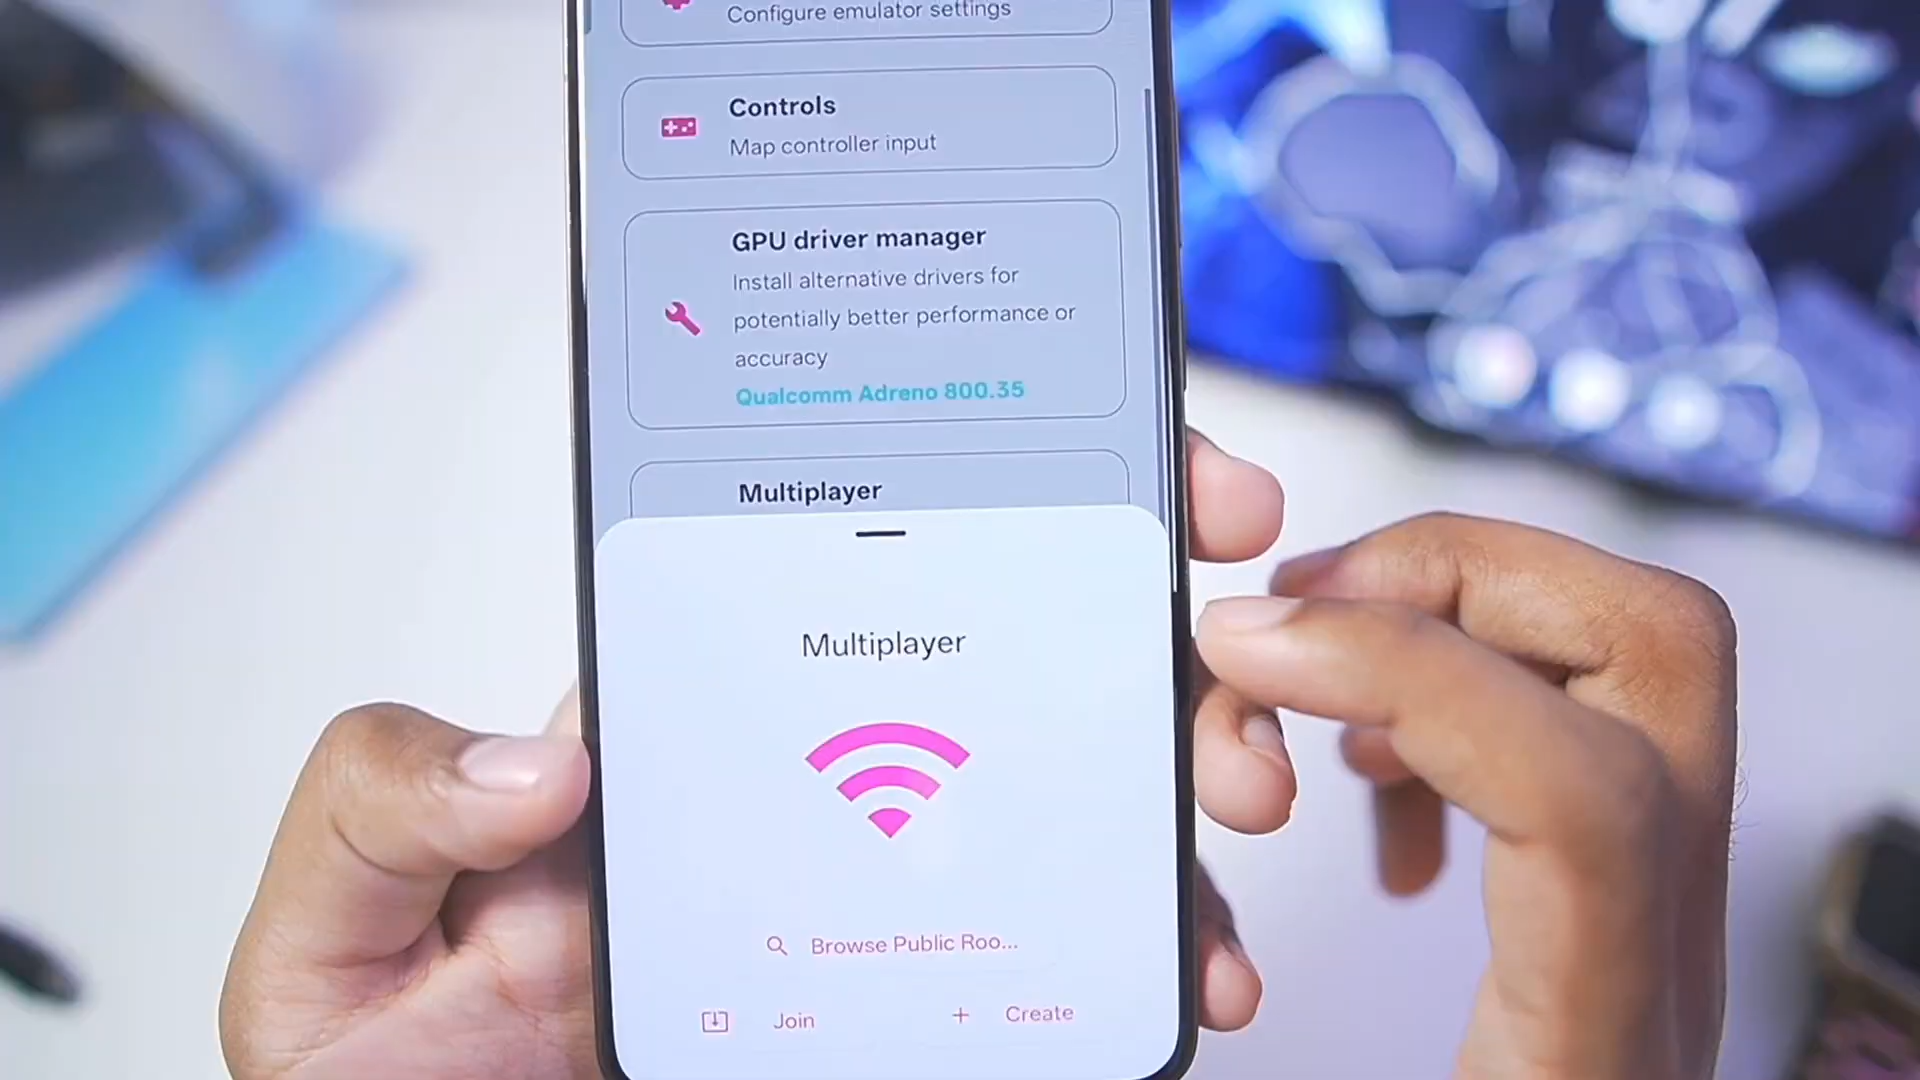 Configure emulator settings
Controls
Map controller input
GPU driver manager
Install alternative drivers for
potentially better performance or
accuracy
Qualcomm Adreno 800.35
Multiplayer
Multiplayer
Browse Public Roo...
Join
Create